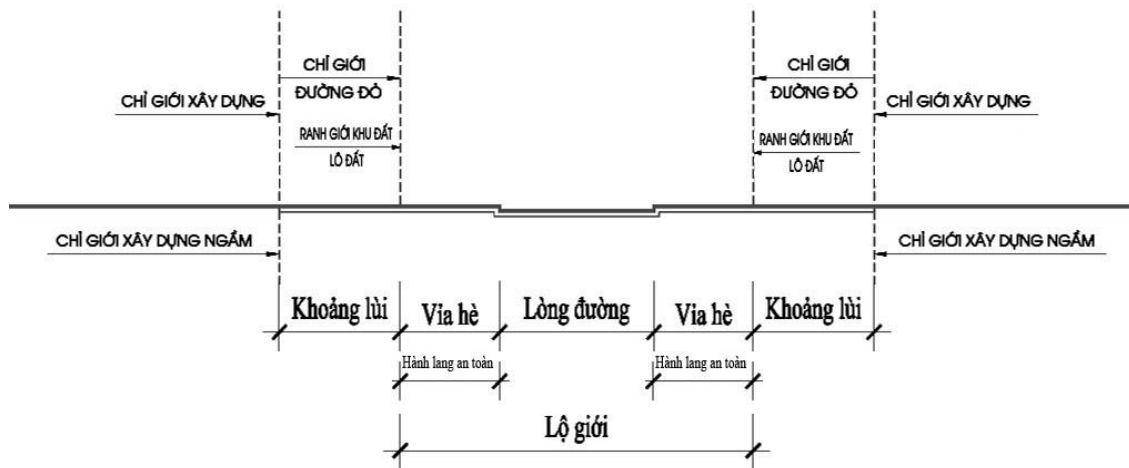 CHỈ GIỚI
ĐƯỜNG ĐỎ
CHỈ GIỚI XÂY DỰNG
RANH GIỚI KHU ĐẤT
LÔ ĐẤT
CHỈ GIỚI
ĐƯỜNG ĐỎ
CHỈ GIỚI XÂY DỰNG
RANH GIỚI KHU ĐẤT
LÔ ĐẤT
CHỈ GIỚI XÂY DỰNG NGẦM
CHỈ GIỚI XÂY DỰNG NGẦM
Khoảng lùi
Vỉa hè
Lòng đường
Vỉa hè
Khoảng lùi
Hành lang an toàn
Hành lang an toàn
Lộ giới